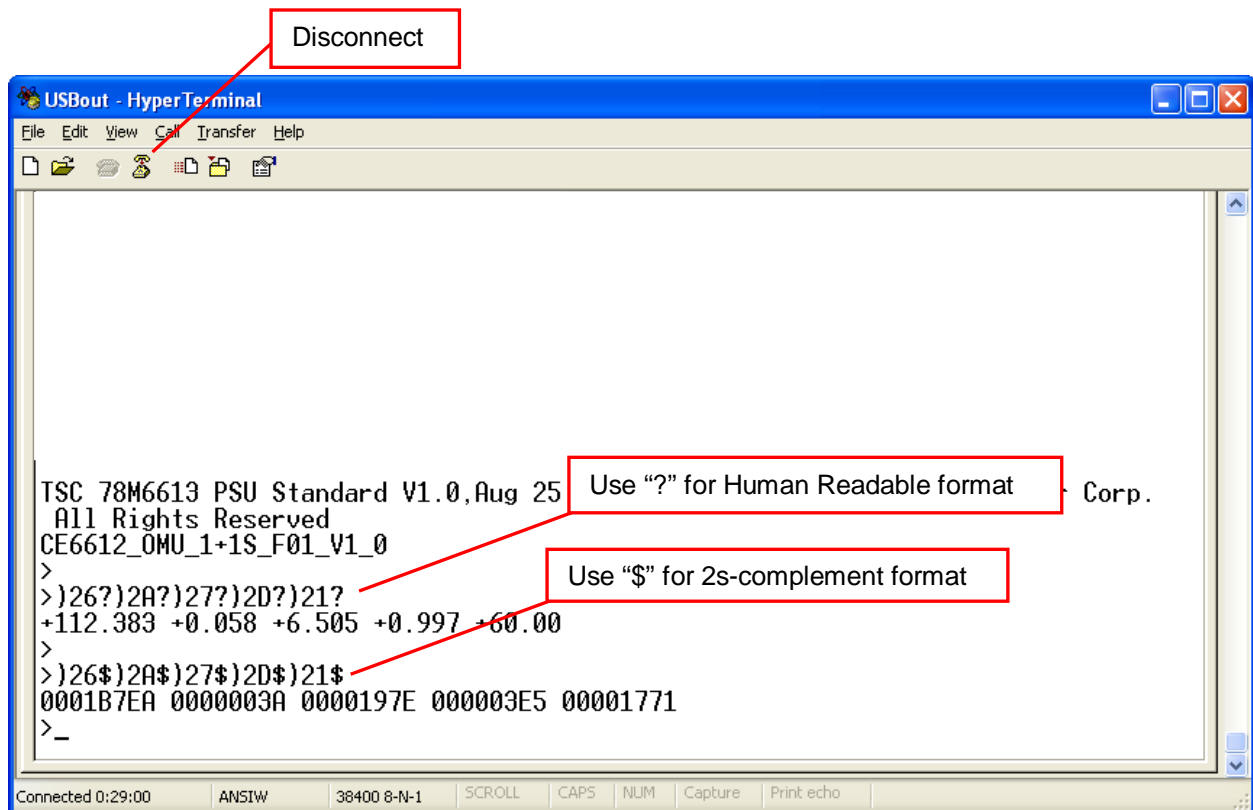 Disconnect
USBout - HyperTerminal
File Edit View Call Transfer Help
TSC 78M6613 PSU Standard V1.0,Aug 25 Corp.
Use “?” for Human Readable format
All Rights Reserved
CE6612_OMU_1+1S_F01_V1_0
>
Use “$” for 2s-complement format
>)26?)2A?)27?)2D?)21?
+112.383 +0.058 +6.505 +0.997 +60.00
>
>)26$)2A$)27$)2D$)21$
0001B7EA 0000003A 0000197E 000003E5 00001771
>_
Connected 0:29:00 ANSIW 38400 8-N-1 SCROLL CAPS NUM Capture Print echo